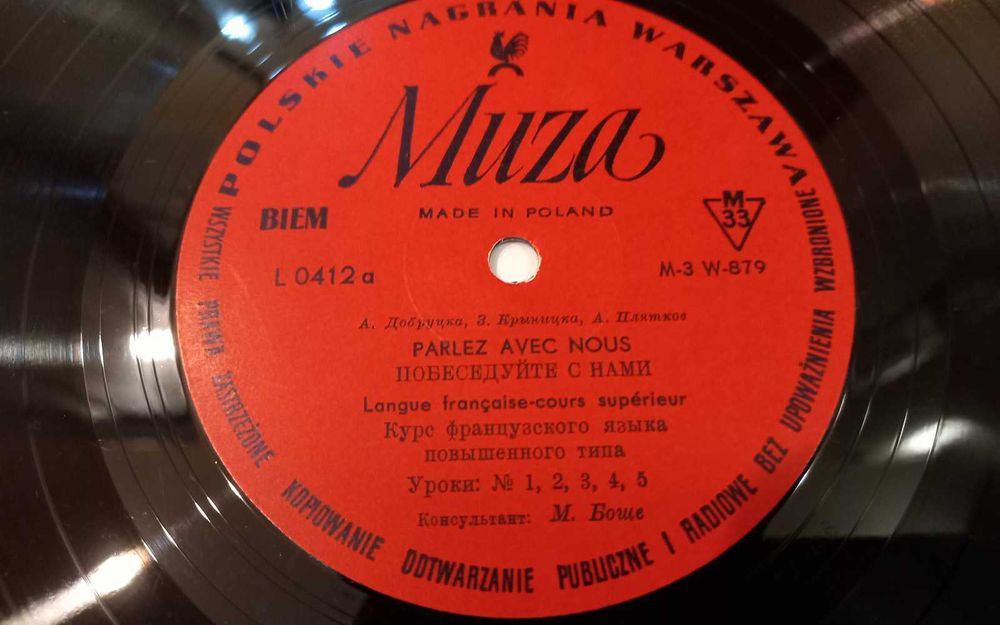 POLSKIE NAGRANIA WARSZAWA
Muza
BIEM
MADE IN POLAND
M
33
L 0412 a
M-3 W-879
А. Добруцка, З. Крыницка, А. Плятков
PARLEZ AVEC NOUS
ПОБЕСЕДУЙТЕ С НАМИ
Langue française-cours supérieur
Курс французского языка
повышенного типа
Уроки: № 1, 2, 3, 4, 5
Консультант: М. Боше
WSZYSTKIE PRAWA ZASTRZEŻONE KOPIOWANIE ODTWARZANIE PUBLICZNE I RADIOWE BEZ UPOWAŻNIENIA WZBRONIONE